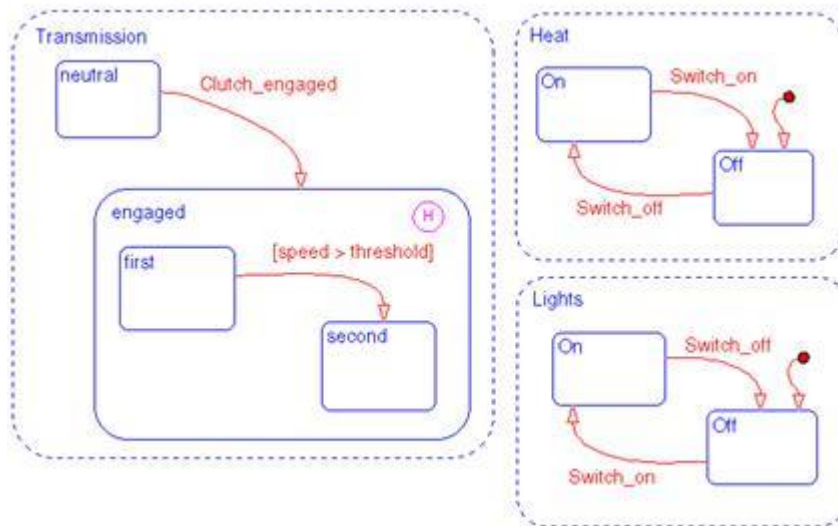 Transmission
neutral
Clutch_engaged
engaged
H
first
[speed > threshold]
second
Heat
On
Switch_on
Off
Switch_off
Lights
On
Switch_off
Off
Switch_on